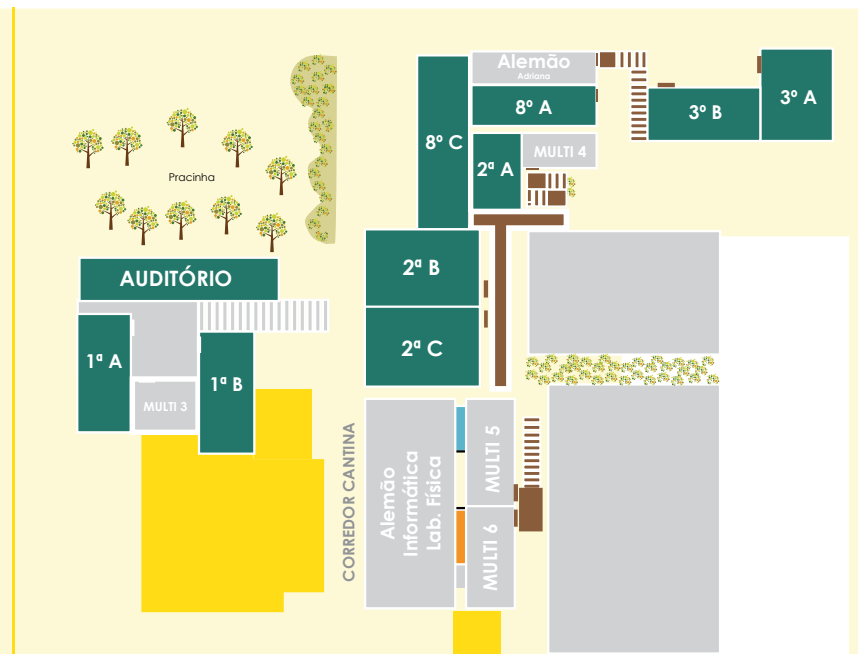 Alemão
Adriana
8º A
8º C
3º B
3º A
2ª A
MULTI 4
Pracinha
AUDITÓRIO
2ª B
2ª C
1ª A
1ª B
MULTI 3
CORREDOR CANTINA
Alemão
Informática
Lab. Física
MULTI 5
MULTI 6